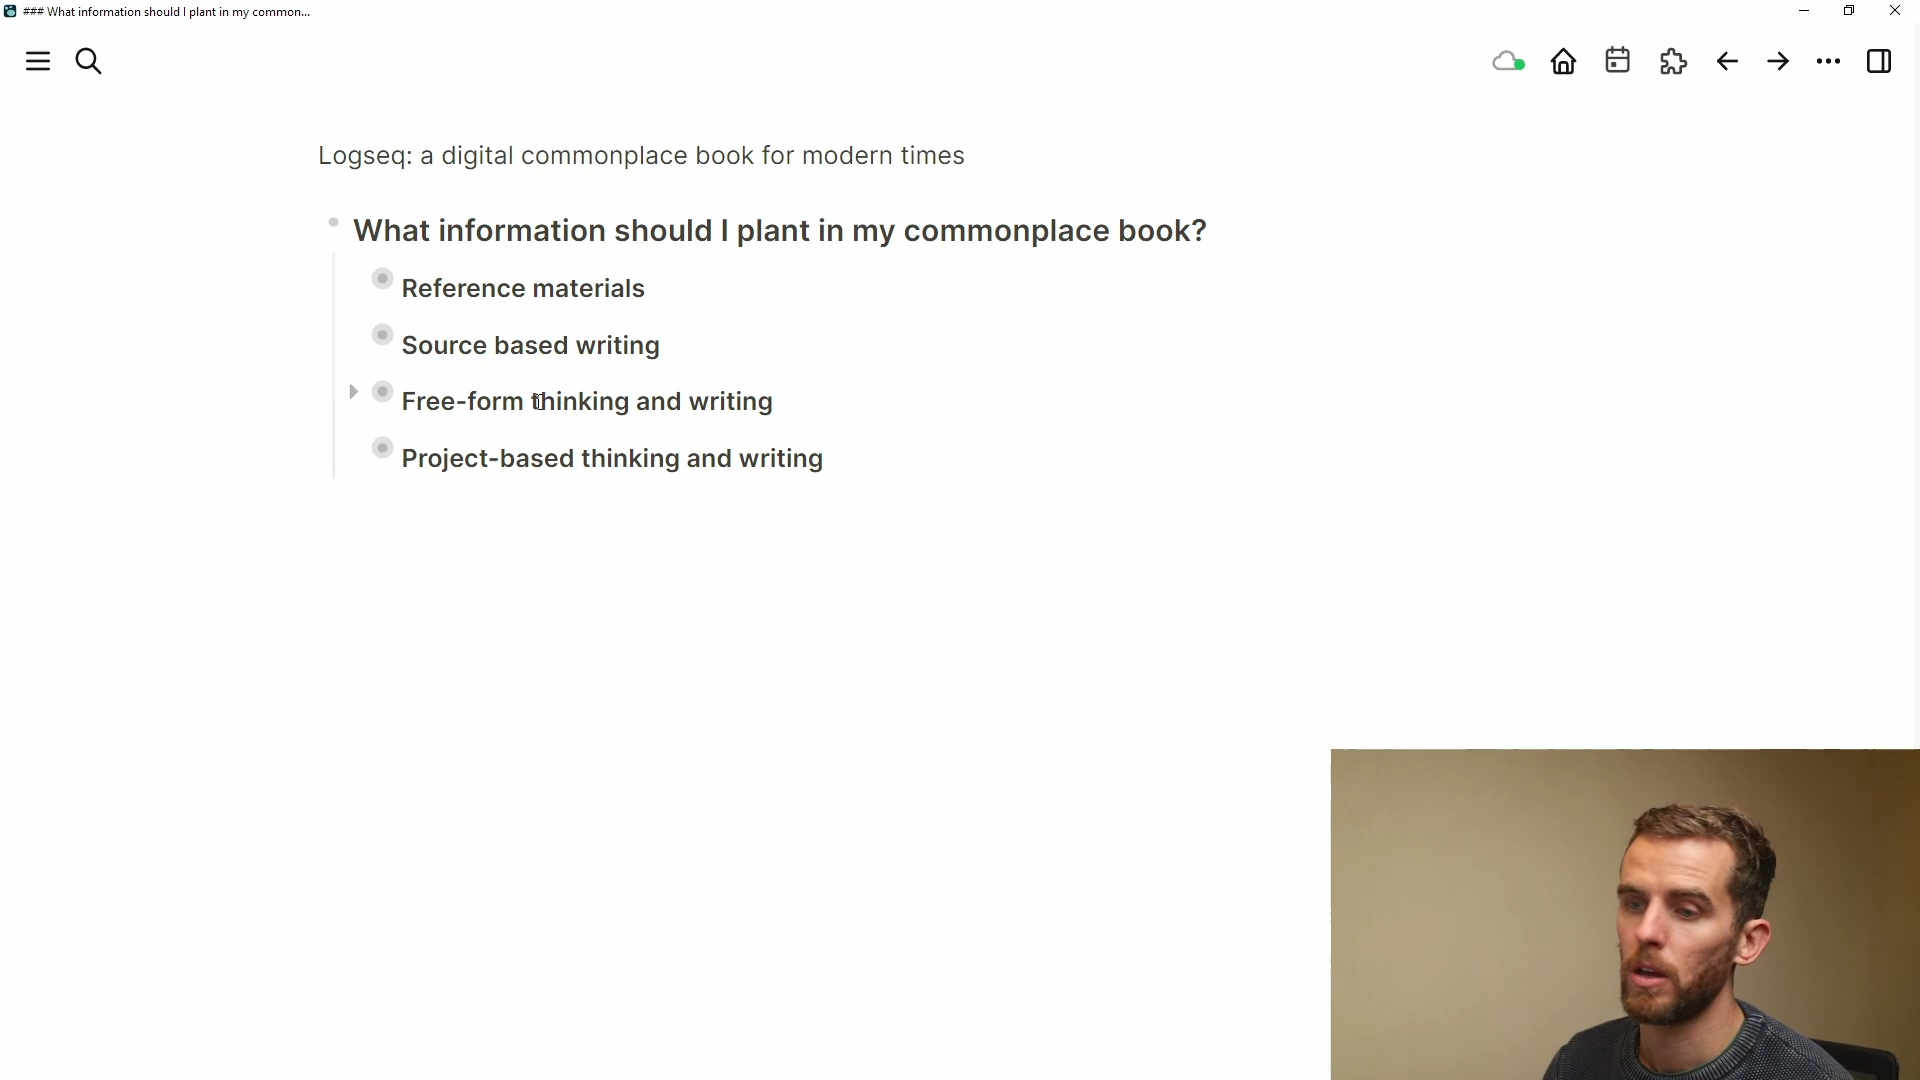 ### What information should I plant in my common...
Logseq: a digital commonplace book for modern times
What information should I plant in my commonplace book?
Reference materials
Source based writing
Free-form thinking and writing
Project-based thinking and writing